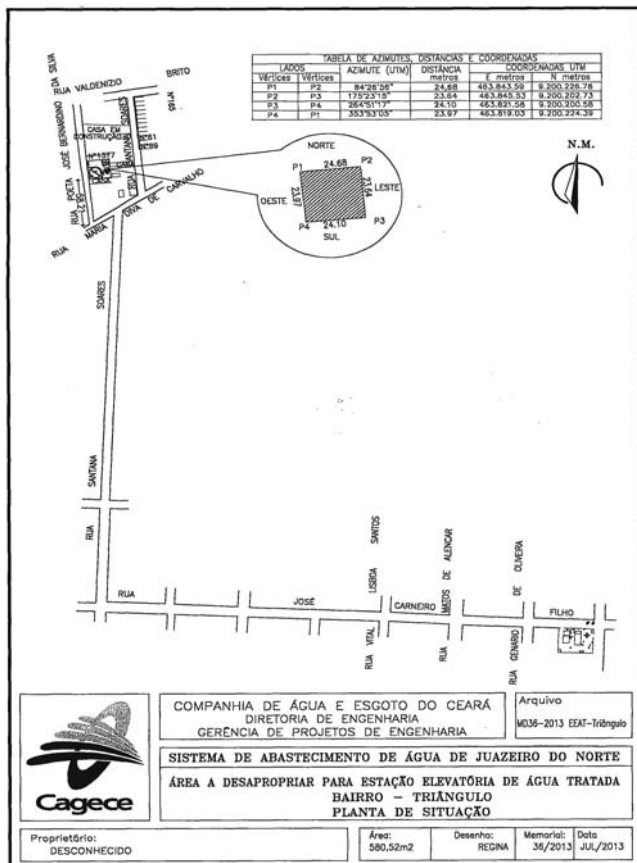 TABELA DE AZIMUTES, DISTÂNCIAS E COORDENADAS
LADOS AZIMUTE (UTM) DISTÂNCIA metros COORDENADAS UTM
Vértices Vértices E metros N metros
P1 P2 84°26'56" 24,68 463.843.59 9.200.226.76
P2 P3 175°23'15" 23.64 463.845.53 9.200.202.73
P3 P4 264°51'17" 24.10 463.821.58 9.200.200.58
P4 P1 353°53'05" 23.97 463.819.03 9.200.224.39
RUA VALDENIZIO BRITO
RUA POETA JOSÉ BERNARDINO DA SILVA
CASA EM
CONSTRUÇÃO
Nº1377
RUA SANTANA SOARES
Nº165
RUA MARIA DIVA DE CARVALHO
NORTE
P1 24.68 P2
OESTE 23.97 23.64 LESTE
P4 24.10 P3
SUL
N.M.
RUA SANTANA SOARES
RUA JOSÉ CARNEIRO FILHO
RUA VITAL LISBOA SANTOS
RUA MATOS DE ALENCAR
RUA GENARIO DE OLIVEIRA
Cagece
COMPANHIA DE ÁGUA E ESGOTO DO CEARÁ
DIRETORIA DE ENGENHARIA
GERÊNCIA DE PROJETOS DE ENGENHARIA
Arquivo
MD36-2013 EEAT-Triângulo
SISTEMA DE ABASTECIMENTO DE ÁGUA DE JUAZEIRO DO NORTE
ÁREA A DESAPROPRIAR PARA ESTAÇÃO ELEVATÓRIA DE ÁGUA TRATADA
BAIRRO - TRIÂNGULO
PLANTA DE SITUAÇÃO
Proprietário:
DESCONHECIDO
Área:
580,52m2
Desenho:
REGINA
Memorial:
36/2013
Data
JUL/2013